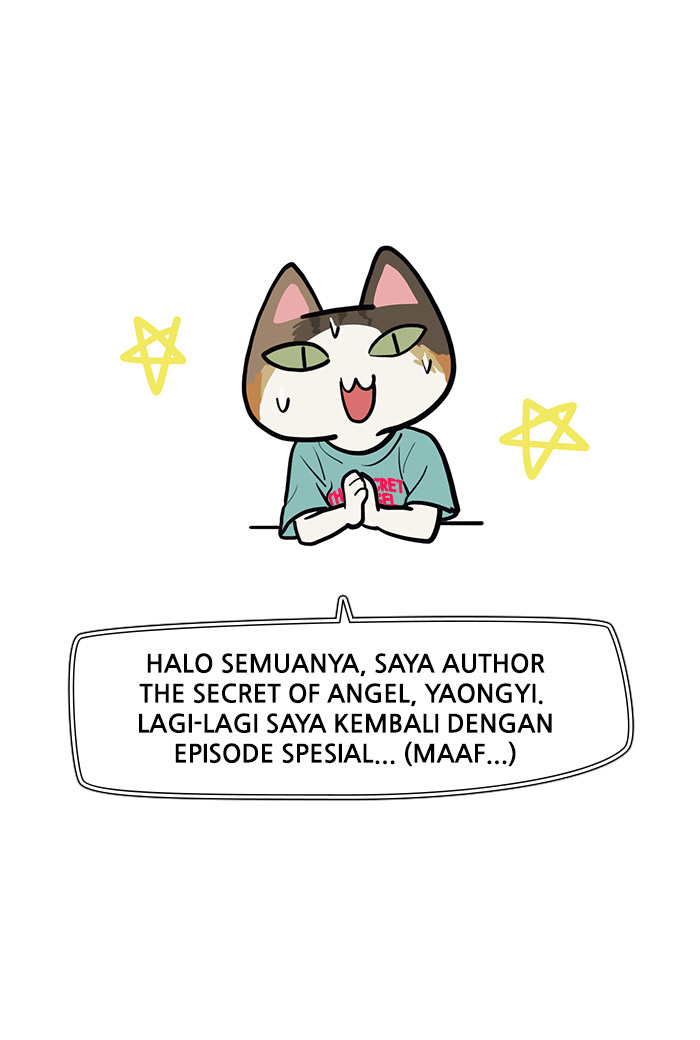 HALO SEMUANYA, SAYA AUTHOR
THE SECRET OF ANGEL, YAONGYI.
LAGI-LAGI SAYA KEMBALI DENGAN
EPISODE SPESIAL... (MAAF...)